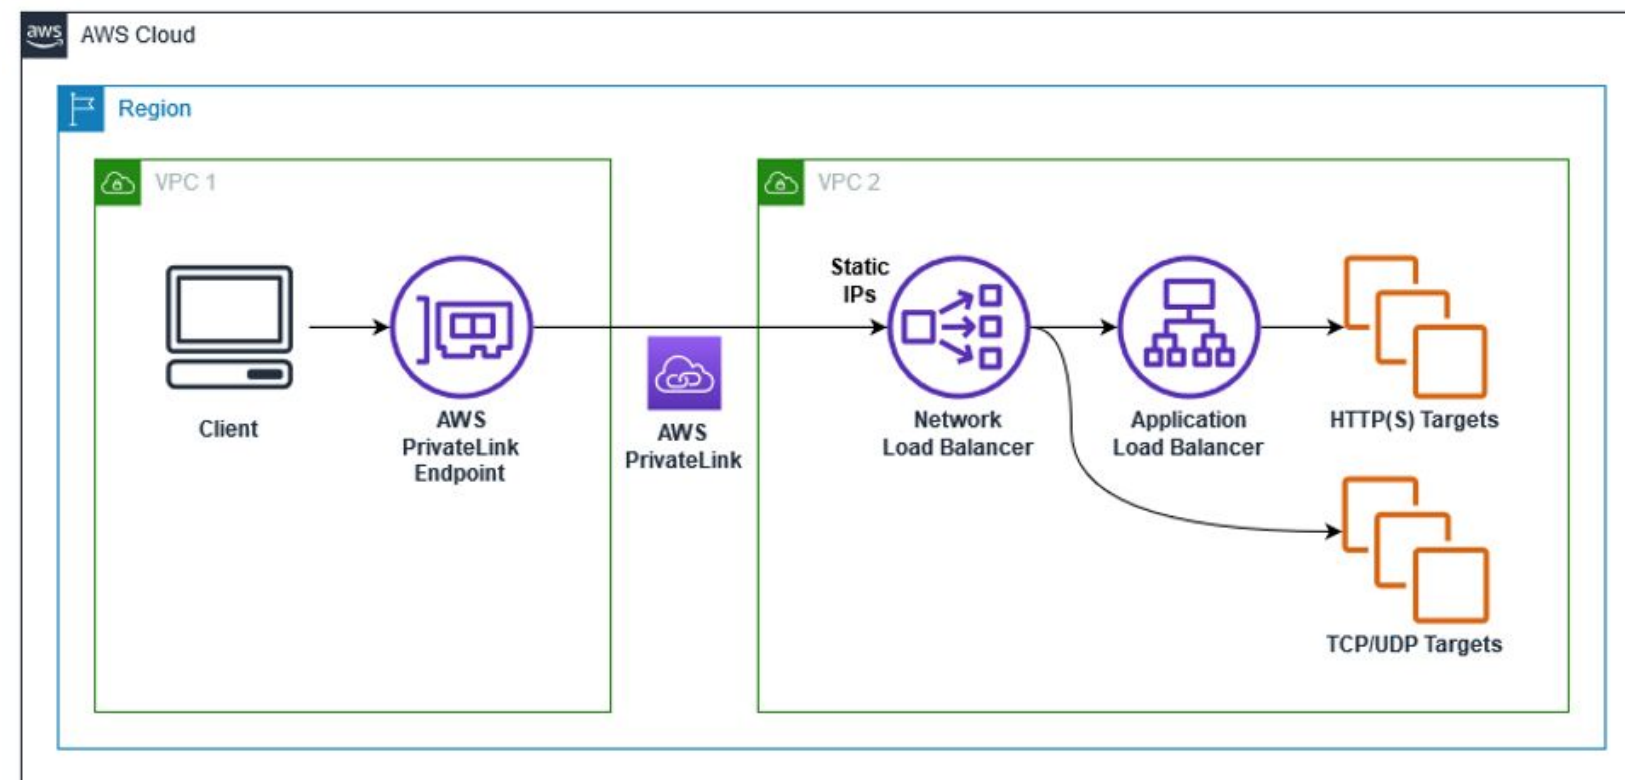 aws
AWS Cloud
Region
VPC 1
VPC 2
Client
AWS
PrivateLink
Endpoint
AWS
PrivateLink
Static
IPs
Network
Load Balancer
Application
Load Balancer
HTTP(S) Targets
TCP/UDP Targets